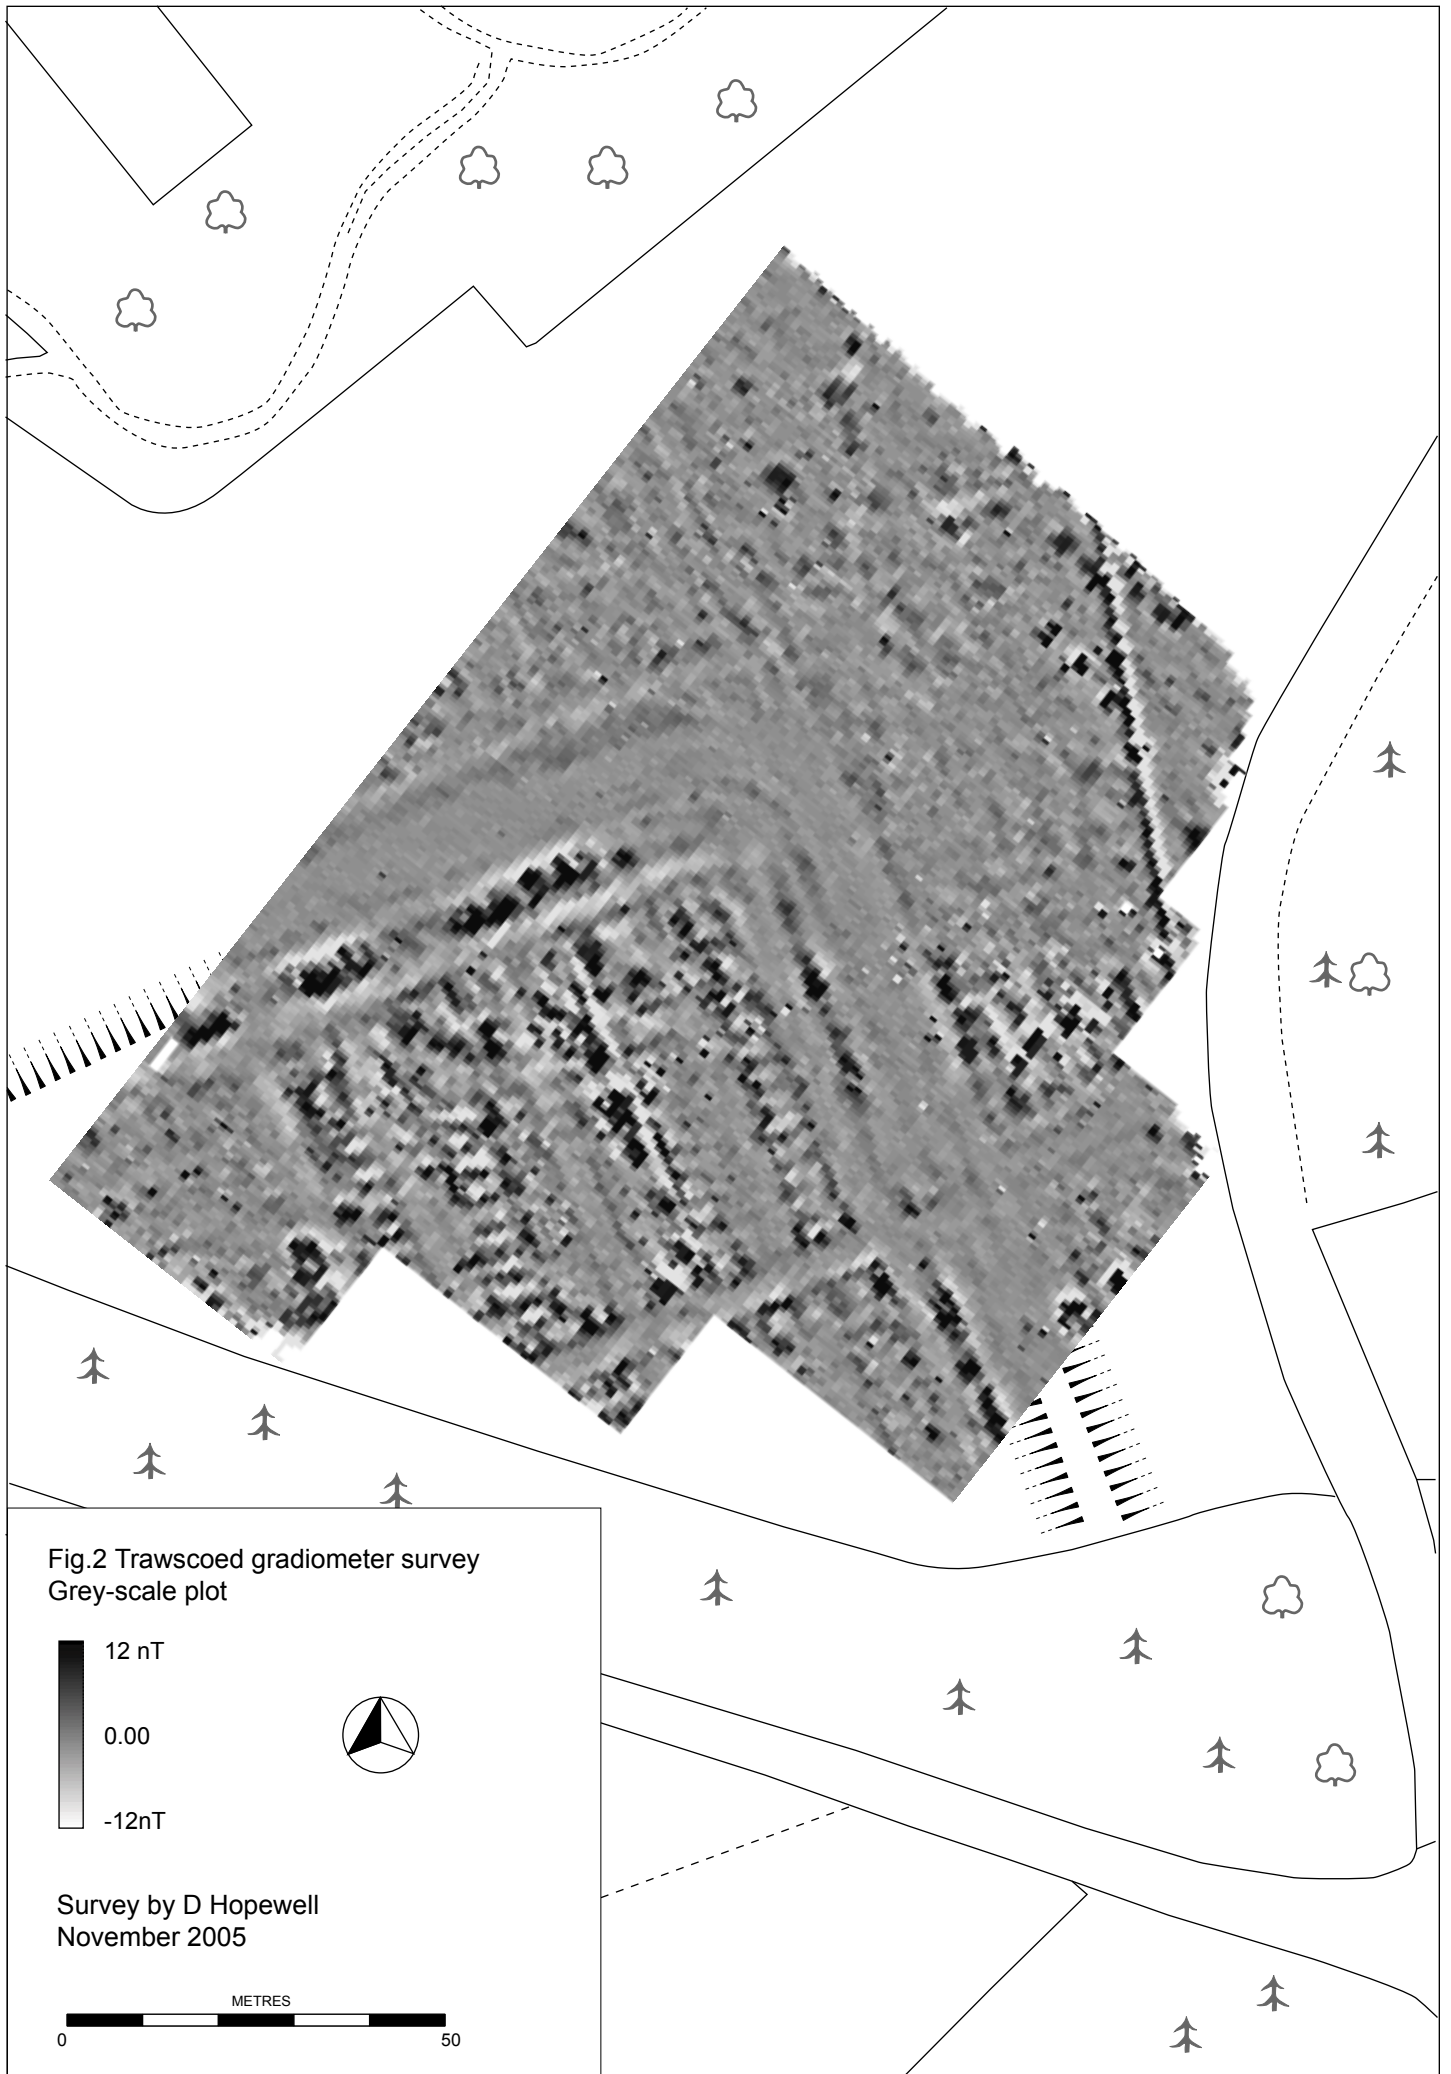 Fig.2 Trawscoed gradiometer survey
Grey-scale plot
12 nT
0.00
-12nT
Survey by D Hopewell
November 2005
METRES
0 50